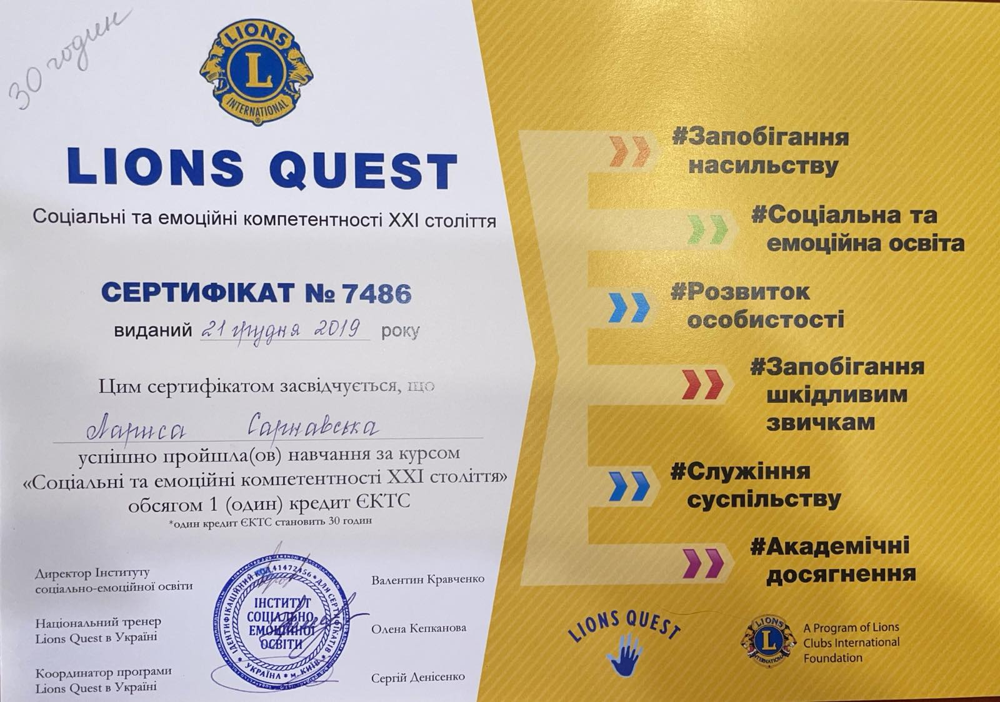 30 годин
LIONS
L
INTERNATIONAL
®
LIONS QUEST
Соціальні та емоційні компетентності XXI століття
СЕРТИФІКАТ № 7486
виданий 21 грудня 2019 року
Цим сертифікатом засвідчується, що
Лариса Сарнавська
успішно пройшла(ов) навчання за курсом
«Соціальні та емоційні компетентності XXI століття»
обсягом 1 (один) кредит ЄКТС
*один кредит ЄКТС становить 30 годин
Директор Інституту
соціально-емоційної освіти
Валентин Кравченко
Національний тренер
Lions Quest в Україні
Олена Кепканова
Координатор програми
Lions Quest в Україні
Сергій Денісенко
ІДЕНТИФІКАЦІЙНИЙ КОД 41472456 * ДЛЯ СЕРТИФІКАТІВ
ІНСТИТУТ
СОЦІАЛЬНО-
ЕМОЦІЙНОЇ
ОСВІТИ
* УКРАЇНА * м. КИЇВ *
#Запобігання
насильству
#Соціальна та
емоційна освіта
#Розвиток
особистості
#Запобігання
шкідливим
звичкам
#Служіння
суспільству
#Академічні
досягнення
LIONS QUEST
LIONS
L
INTERNATIONAL
A Program of Lions
Clubs International
Foundation